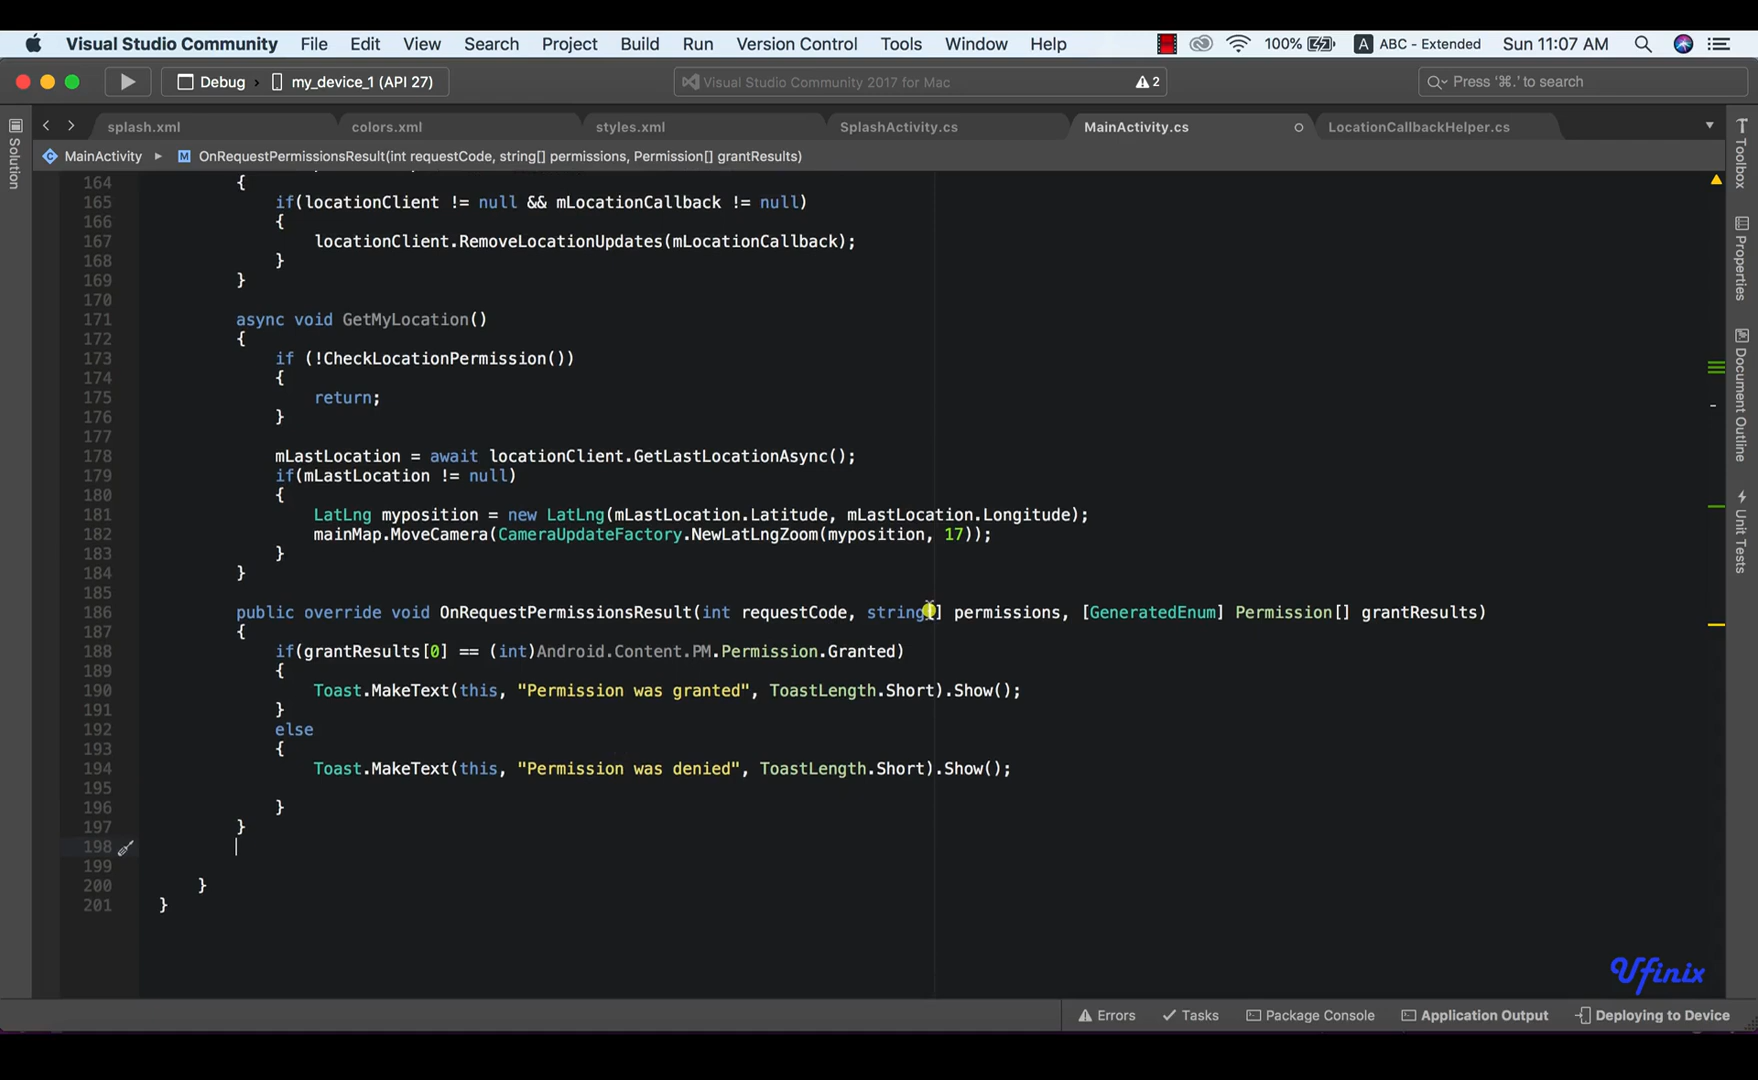 Visual Studio Community File Edit View Search Project Build Run Version Control Tools Window Help 100% A ABC - Extended Sun 11:07 AM
Debug > my_device_1 (API 27) Visual Studio Community 2017 for Mac 2 Press '⌘.' to search
splash.xml colors.xml styles.xml SplashActivity.cs MainActivity.cs LocationCallbackHelper.cs
MainActivity M OnRequestPermissionsResult(int requestCode, string[] permissions, Permission[] grantResults)
Solution
Toolbox
Properties
Document Outline
Unit Tests
164 {
165 if(locationClient != null && mLocationCallback != null)
166 {
167 locationClient.RemoveLocationUpdates(mLocationCallback);
168 }
169 }
170
171 async void GetMyLocation()
172 {
173 if (!CheckLocationPermission())
174 {
175 return;
176 }
177
178 mLastLocation = await locationClient.GetLastLocationAsync();
179 if(mLastLocation != null)
180 {
181 LatLng myposition = new LatLng(mLastLocation.Latitude, mLastLocation.Longitude);
182 mainMap.MoveCamera(CameraUpdateFactory.NewLatLngZoom(myposition, 17));
183 }
184 }
185
186 public override void OnRequestPermissionsResult(int requestCode, string[] permissions, [GeneratedEnum] Permission[] grantResults)
187 {
188 if(grantResults[0] == (int)Android.Content.PM.Permission.Granted)
189 {
190 Toast.MakeText(this, "Permission was granted", ToastLength.Short).Show();
191 }
192 else
193 {
194 Toast.MakeText(this, "Permission was denied", ToastLength.Short).Show();
195
196 }
197 }
198
199
200 }
201 }
Ufinix
Errors Tasks Package Console Application Output Deploying to Device